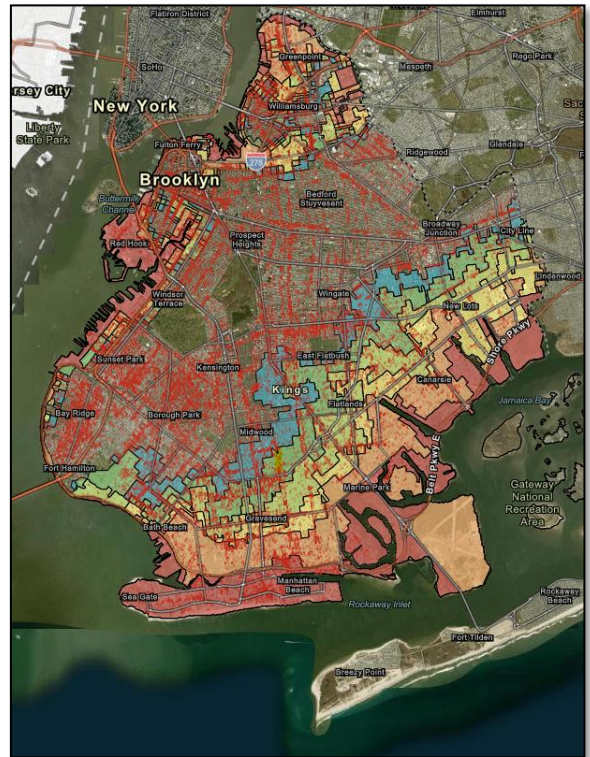 Flatiron District
Elmhurst
SoHo
Greenpoint
Maspeth
Rego Park
ersey City
New York
Williamsburg
Liberty
State Park
Fulton Ferry
278
Ridgewood
Glendale
Brooklyn
Buttermilk
Channel
Bedford
Stuyvesant
Broadway
Junction
City Line
Red Hook
Prospect
Heights
Lindenwood
Windsor
Terrace
Wingate
New Lots
Shore Pkwy
Sunset Park
East Flatbush
Kensington
Canarsie
Kings
Jamaica Bay
Bay Ridge
Borough Park
Flatlands
Midwood
Fort Hamilton
Belt Pkwy E
Marine Park
Gateway
National
Recreation
Area
Bath Beach
Gravesend
Manhattan
Beach
Sea Gate
Rockaway Inlet
Rockaway
Beach
Fort Tilden
Breezy Point